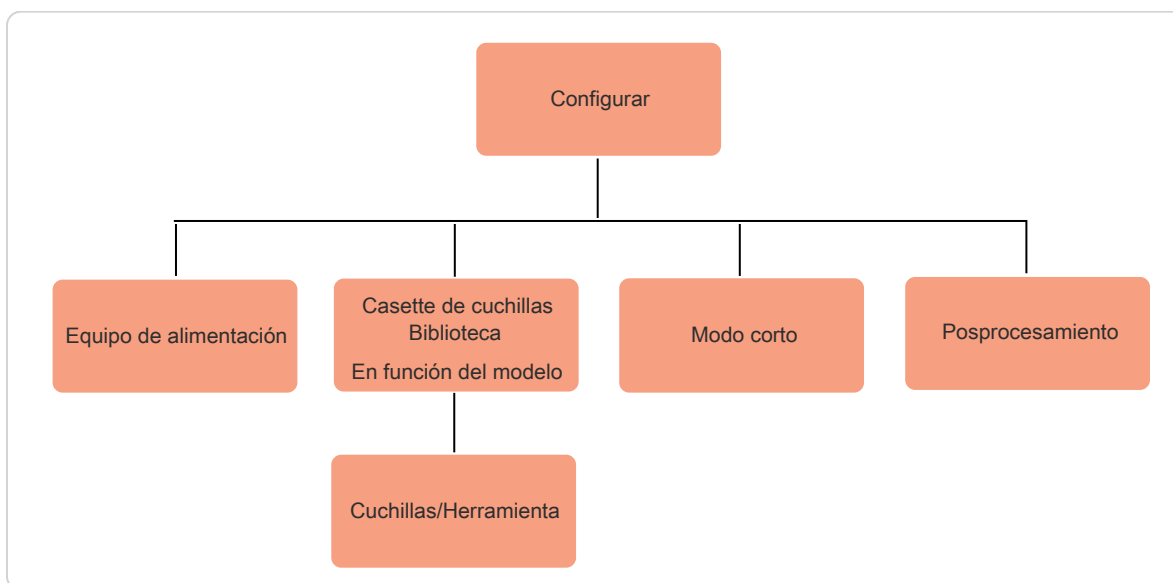 Configurar
Equipo de alimentación
Casette de cuchillas
Biblioteca
En función del modelo
Modo corto
Posprocesamiento
Cuchillas/Herramienta